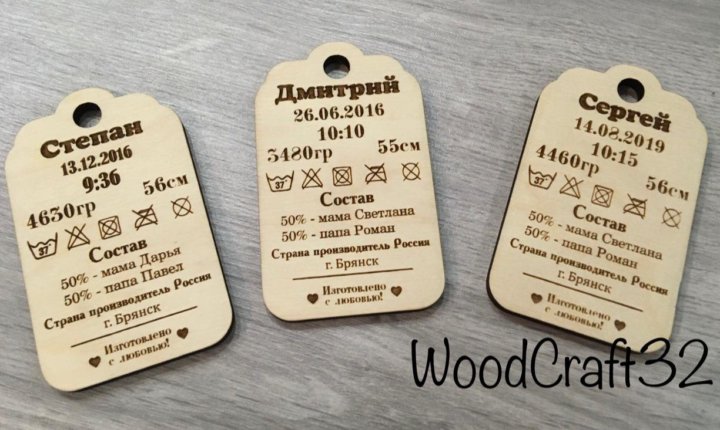 Степан
13.12.2016
9:36
4630гр 56см
37
Состав
50% - мама Дарья
50% - папа Павел
Страна производитель Россия
г. Брянск
Изготовлено
с любовью!
Дмитрий
26.06.2016
10:10
3480гр 55см
37
Состав
50% - мама Светлана
50% - папа Роман
Страна производитель Россия
г. Брянск
Изготовлено
с любовью!
Сергей
14.08.2019
10:15
4460гр 56см
37
Состав
50% - мама Светлана
50% - папа Роман
Страна производитель Россия
г. Брянск
Изготовлено
с любовью!
WoodCraft32